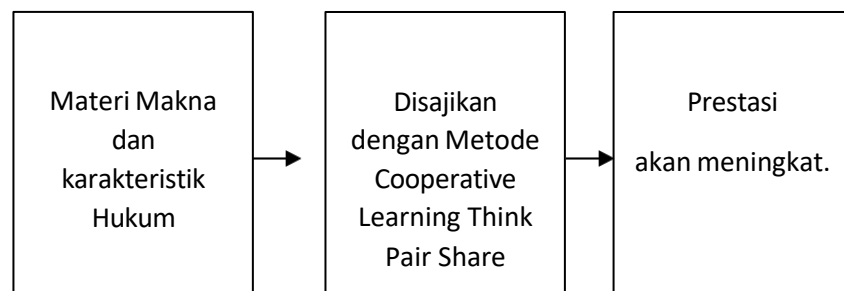 Materi Makna
dan
karakteristik
Hukum
Disajikan
dengan Metode
Cooperative
Learning Think
Pair Share
Prestasi
akan meningkat.